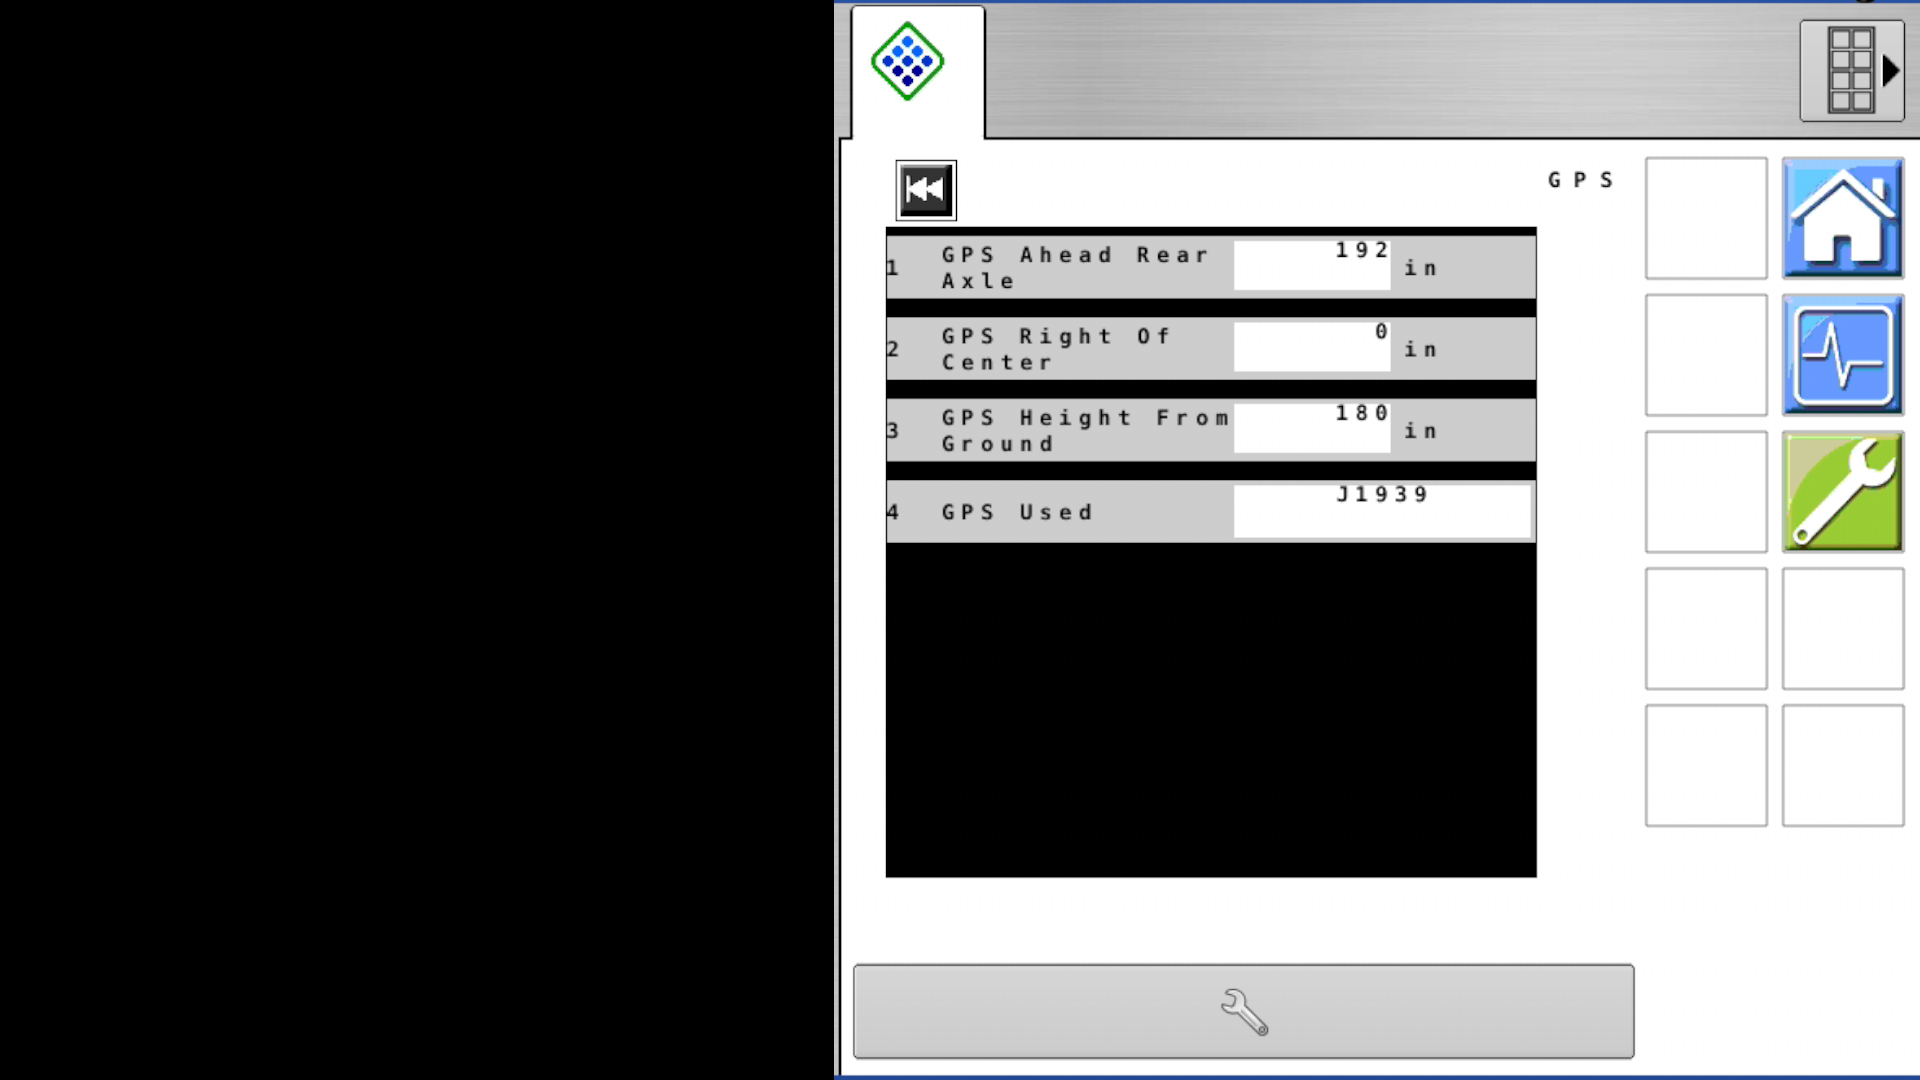 GPS
1 GPS Ahead Rear Axle 192 in
2 GPS Right Of Center 0 in
3 GPS Height From Ground 180 in
4 GPS Used J1939